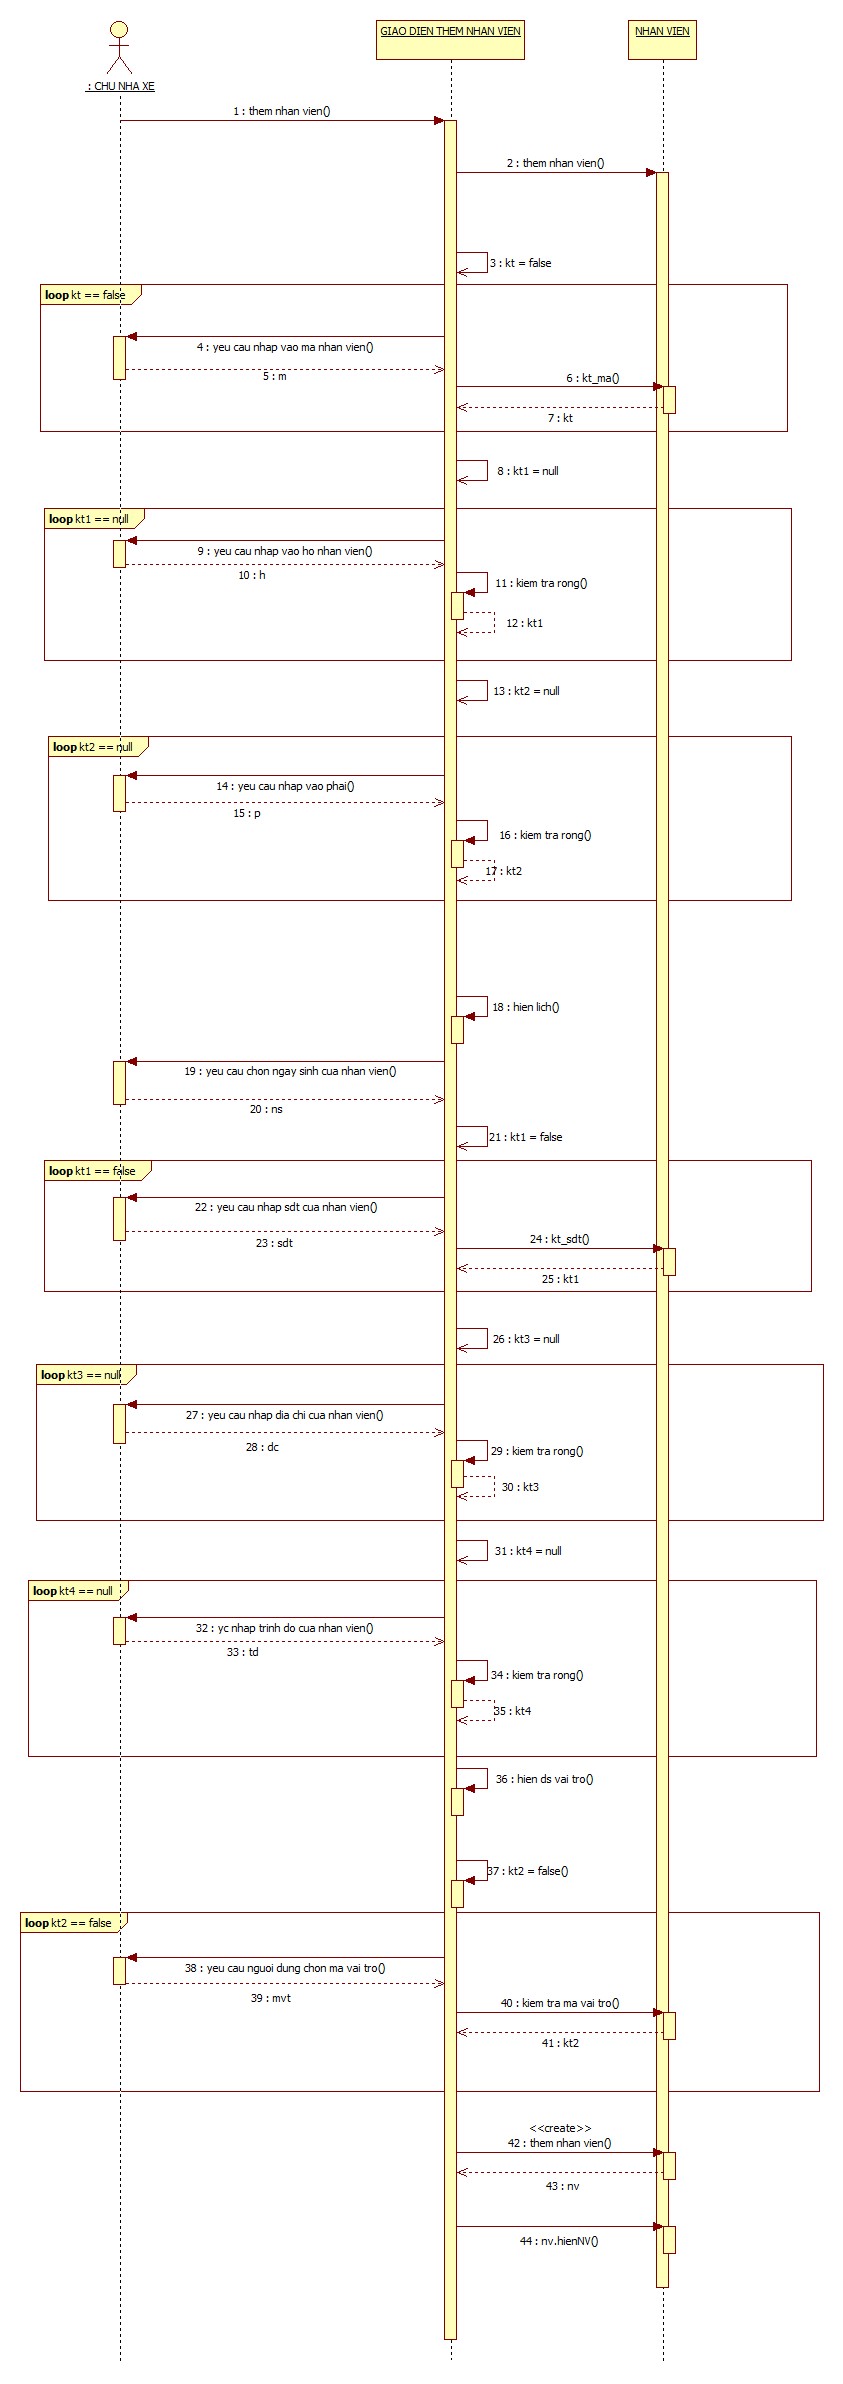 GIAO DIEN THEM NHAN VIEN
NHAN VIEN
: CHU NHA XE
1 : them nhan vien()
2 : them nhan vien()
3 : kt = false
loop kt == false
4 : yeu cau nhap vao ma nhan vien()
5 : m
6 : kt_ma()
7 : kt
8 : kt1 = null
loop kt1 == null
9 : yeu cau nhap vao ho nhan vien()
10 : h
11 : kiem tra rong()
12 : kt1
13 : kt2 = null
loop kt2 == null
14 : yeu cau nhap vao phai()
15 : p
16 : kiem tra rong()
17 : kt2
18 : hien lich()
19 : yeu cau chon ngay sinh cua nhan vien()
20 : ns
21 : kt1 = false
loop kt1 == false
22 : yeu cau nhap sdt cua nhan vien()
23 : sdt
24 : kt_sdt()
25 : kt1
26 : kt3 = null
loop kt3 == null
27 : yeu cau nhap dia chi cua nhan vien()
28 : dc
29 : kiem tra rong()
30 : kt3
31 : kt4 = null
loop kt4 == null
32 : yc nhap trinh do cua nhan vien()
33 : td
34 : kiem tra rong()
35 : kt4
36 : hien ds vai tro()
37 : kt2 = false()
loop kt2 == false
38 : yeu cau nguoi dung chon ma vai tro()
39 : mvt
40 : kiem tra ma vai tro()
41 : kt2
<<create>>
42 : them nhan vien()
43 : nv
44 : nv.hienNV()